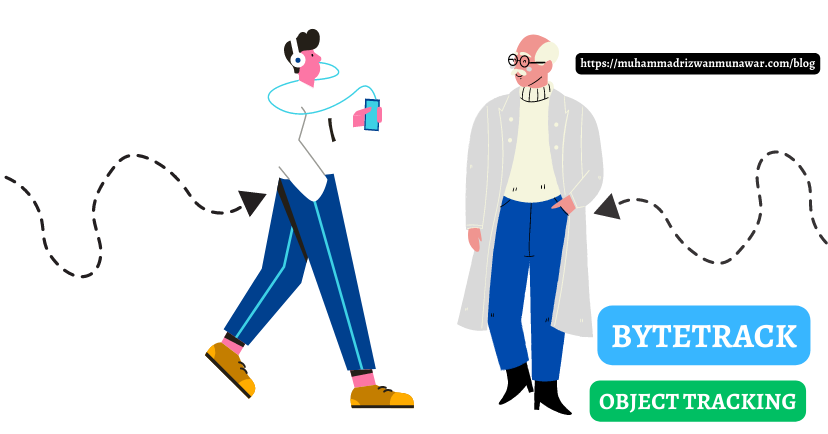 https://muhammadrizwanmunawar.com/blog
BYTETRACK
OBJECT TRACKING